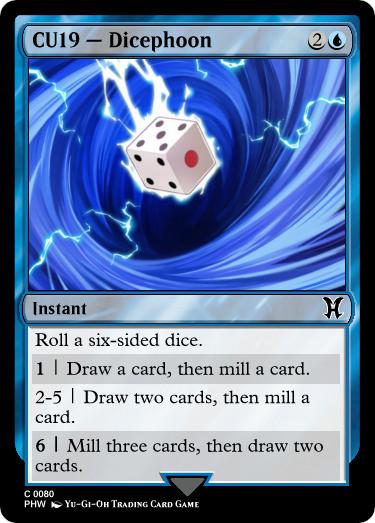 CU19 — Dicephoon 2
Instant
Roll a six-sided dice.
1 | Draw a card, then mill a card.
2-5 | Draw two cards, then mill a
card.
6 | Mill three cards, then draw two
cards.
C 0080
PHW Yu-Gi-Oh Trading Card Game